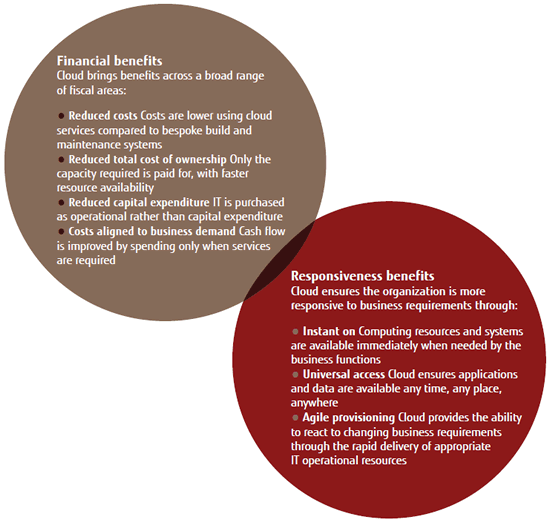 Financial benefits
Cloud brings benefits across a broad range
of fiscal areas:
● Reduced costs Costs are lower using cloud
services compared to bespoke build and
maintenance systems
● Reduced total cost of ownership Only the
capacity required is paid for, with faster
resource availability
● Reduced capital expenditure IT is purchased
as operational rather than capital expenditure
● Costs aligned to business demand Cash flow
is improved by spending only when services
are required
Responsiveness benefits
Cloud ensures the organization is more
responsive to business requirements through:
● Instant on Computing resources and systems
are available immediately when needed by the
business functions
● Universal access Cloud ensures applications
and data are available any time, any place,
anywhere
● Agile provisioning Cloud provides the ability
to react to changing business requirements
through the rapid delivery of appropriate
IT operational resources